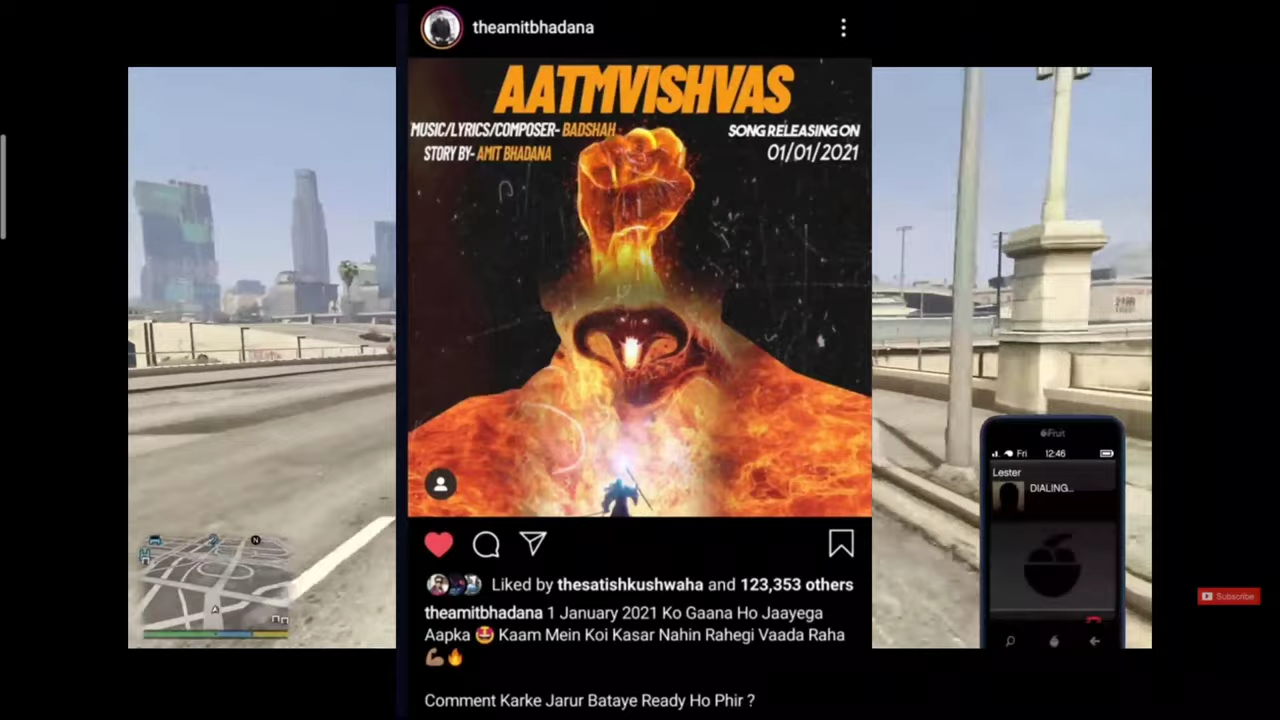 theamitbhadana
AATMVISHVAS
MUSIC/LYRICS/COMPOSER- BADSHAH
STORY BY- AMIT BHADANA
SONG RELEASING ON
01/01/2021
Liked by thesatishkushwaha and 123,353 others
theamitbhadana 1 January 2021 Ko Gaana Ho Jaayega
Aapka 🤩 Kaam Mein Koi Kasar Nahin Rahegi Vaada Raha
💪🏽🔥
Comment Karke Jarur Bataye Ready Ho Phir ?
N
iFruit
Fri 12:46
Lester
DIALING...
Subscribe